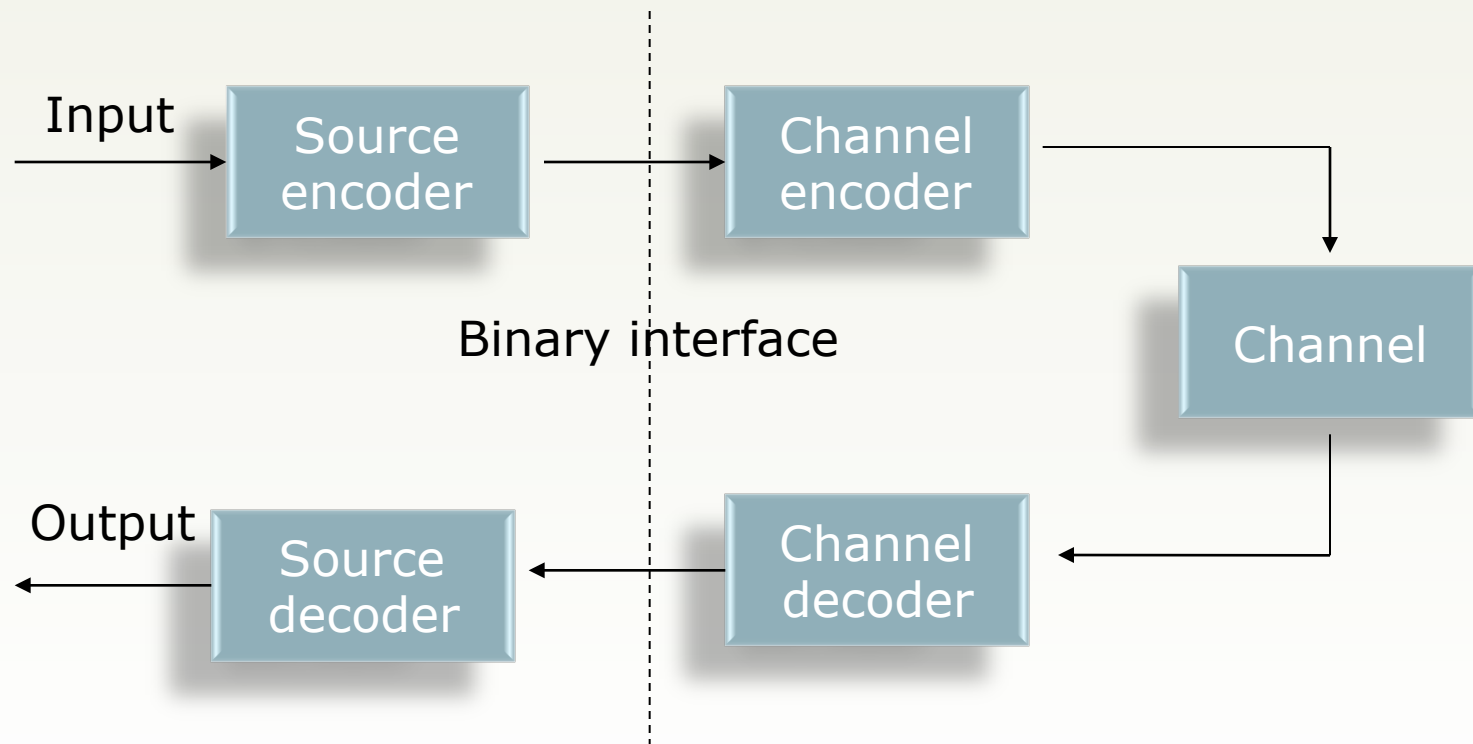 Input
Source
encoder
Channel
encoder
Binary interface
Channel
Output
Source
decoder
Channel
decoder